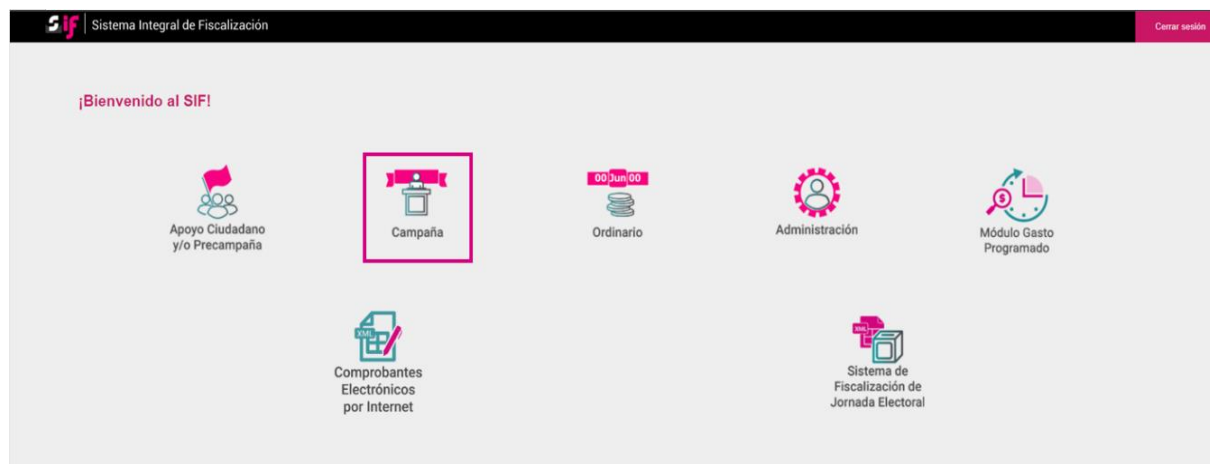 sif Sistema Integral de Fiscalización
Cerrar sesión
¡Bienvenido al SIF!
Apoyo Ciudadano
y/o Precampaña
Campaña
00 Jun 00
Ordinario
Administración
$
Módulo Gasto
Programado
XML
Comprobantes
Electrónicos
por Internet
XML
Sistema de
Fiscalización de
Jornada Electoral